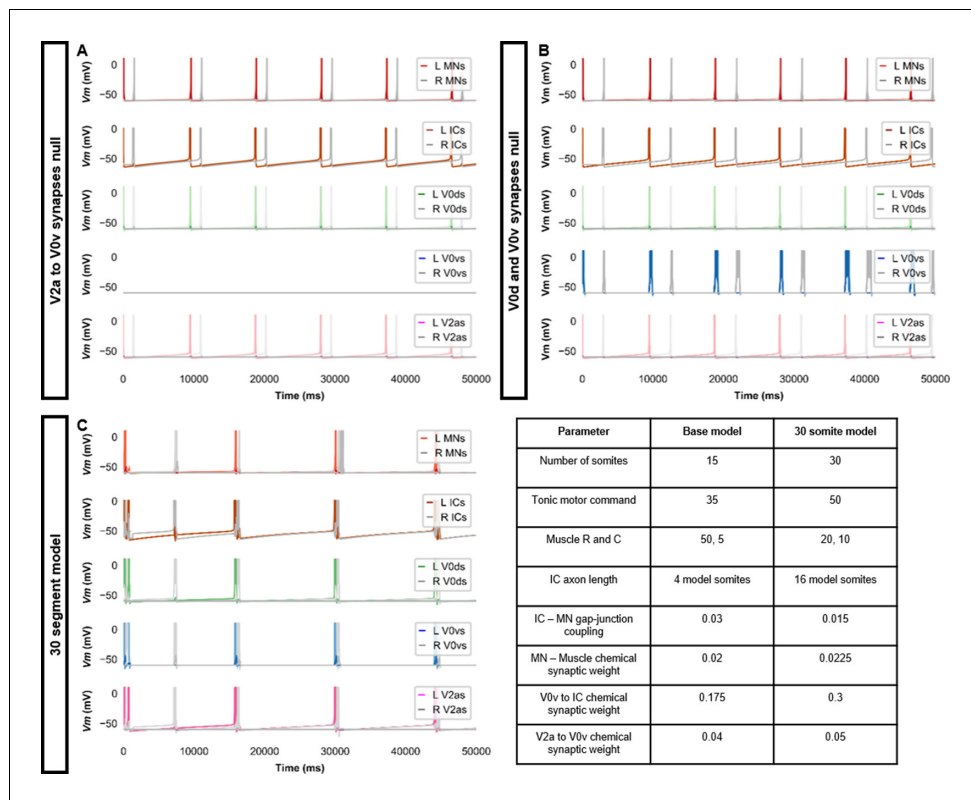 V2a to V0v synapses null
A
0
−50
Vm (mV)
L MNs
R MNs
−50
Vm (mV)
L ICs
R ICs
0
−50
Vm (mV)
L V0ds
R V0ds
0
−50
Vm (mV)
L V0vs
R V0vs
0
−50
Vm (mV)
L V2as
R V2as
0 10000 20000 30000 40000 50000
Time (ms)
V0d and V0v synapses null
B
0
−50
Vm (mV)
L MNs
R MNs
−50
Vm (mV)
L ICs
R ICs
0
−50
Vm (mV)
L V0ds
R V0ds
0
−50
Vm (mV)
L V0vs
R V0vs
0
−50
Vm (mV)
L V2as
R V2as
0 10000 20000 30000 40000 50000
Time (ms)
30 segment model
C
0
−50
Vm (mV)
L MNs
R MNs
−50
Vm (mV)
L ICs
R ICs
0
−50
Vm (mV)
L V0ds
R V0ds
0
−50
Vm (mV)
L V0vs
R V0vs
0
−50
Vm (mV)
L V2as
R V2as
0 10000 20000 30000 40000 50000
Time (ms)
Parameter Base model 30 somite model
Number of somites 15 30
Tonic motor command 35 50
Muscle R and C 50, 5 20, 10
IC axon length 4 model somites 16 model somites
IC – MN gap-junction
coupling 0.03 0.015
MN – Muscle chemical
synaptic weight 0.02 0.0225
V0v to IC chemical
synaptic weight 0.175 0.3
V2a to V0v chemical
synaptic weight 0.04 0.05